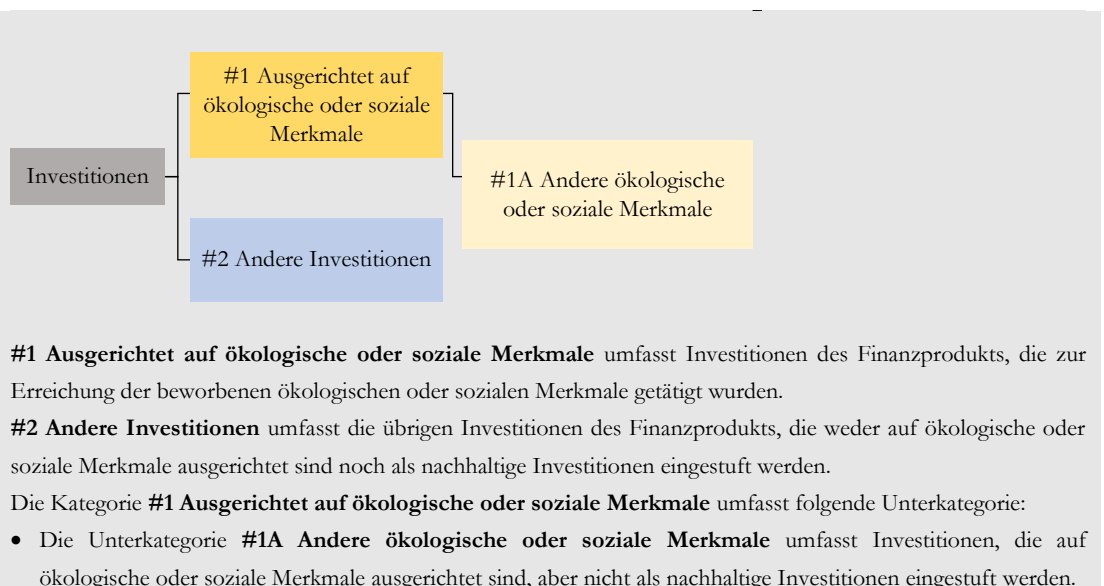 #1 Ausgerichtet auf
ökologische oder soziale
Merkmale
Investitionen
#1A Andere ökologische
oder soziale Merkmale
#2 Andere Investitionen
#1 Ausgerichtet auf ökologische oder soziale Merkmale umfasst Investitionen des Finanzprodukts, die zur
Erreichung der beworbenen ökologischen oder sozialen Merkmale getätigt wurden.
#2 Andere Investitionen umfasst die übrigen Investitionen des Finanzprodukts, die weder auf ökologische oder
soziale Merkmale ausgerichtet sind noch als nachhaltige Investitionen eingestuft werden.
Die Kategorie #1 Ausgerichtet auf ökologische oder soziale Merkmale umfasst folgende Unterkategorie:
• Die Unterkategorie #1A Andere ökologische oder soziale Merkmale umfasst Investitionen, die auf
ökologische oder soziale Merkmale ausgerichtet sind, aber nicht als nachhaltige Investitionen eingestuft werden.